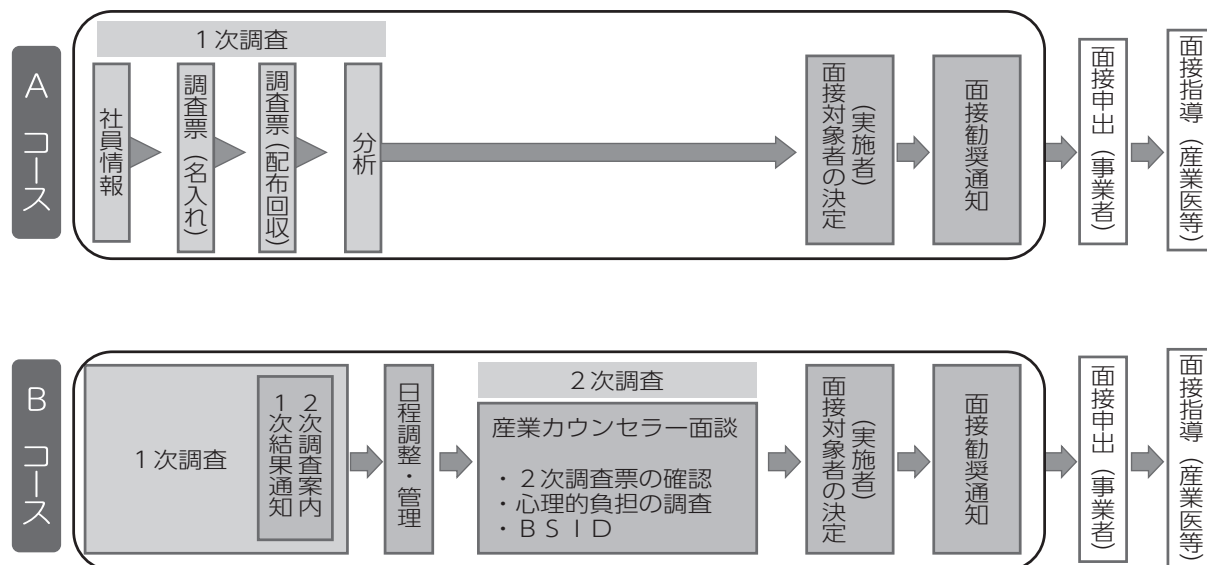 Aコース
1次調査
社員情報
調査票（名入れ）
調査票（配布回収）
分析
面接対象者の決定
（実施者）
面接勧奨通知
面接申出（事業者）
面接指導（産業医等）
Bコース
1次調査
2次調査案内
1次結果通知
日程調整・管理
2次調査
産業カウンセラー面談
・2次調査票の確認
・心理的負担の調査
・BSID
面接対象者の決定
（実施者）
面接勧奨通知
面接申出（事業者）
面接指導（産業医等）